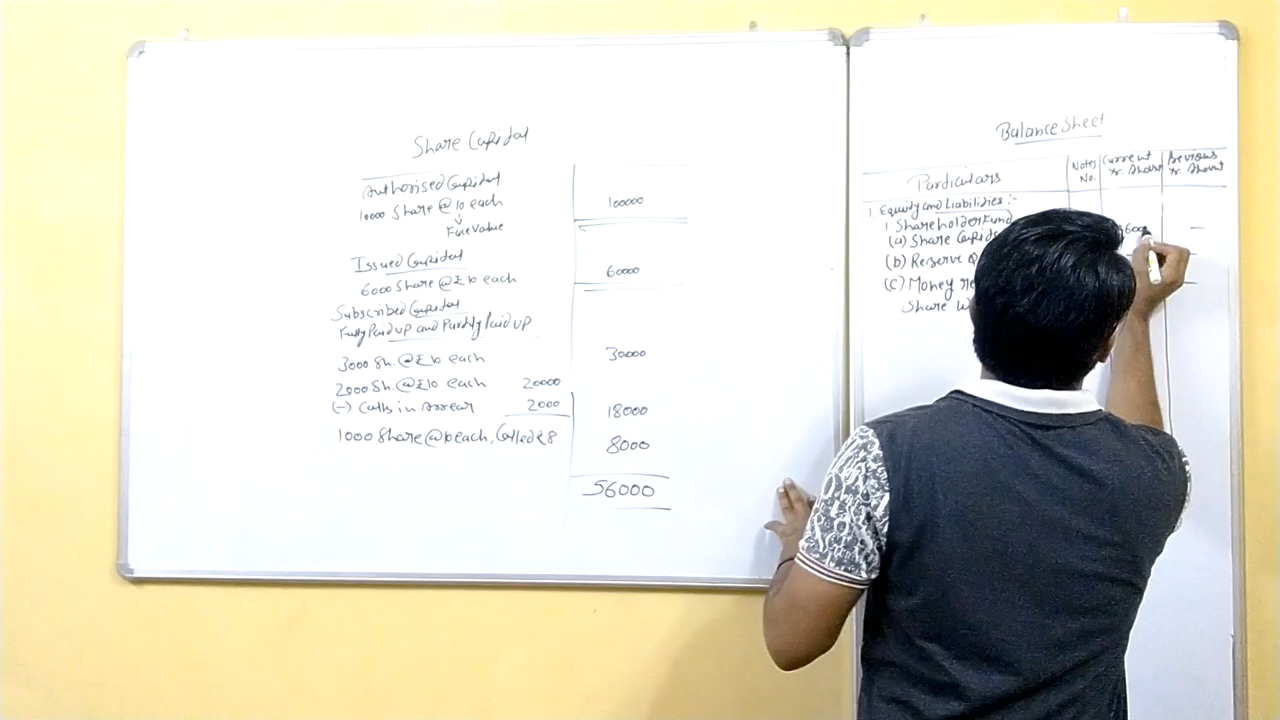 Share Capital
Authorised Capital
10000 Share @ 10 each
100000
Face value
Issued Capital
6000 Share @ ₹ 10 each
60000
Subscribed Capital
Fully Paid up and Partly Paid up
3000 Sh. @ ₹ 10 each
30000
2000 Sh. @ ₹ 10 each 20000
(-) Calls in Arrear 2000
18000
1000 Share @ each, Called ₹ 8
8000
56000
Balance Sheet
Particulars
Notes No.
Current Yr.
Previous Yr.
1 Equity and Liabilities :-
1 Shareholder Fund
(a) Share Capital
(b) Reserve
(c) Money
Share